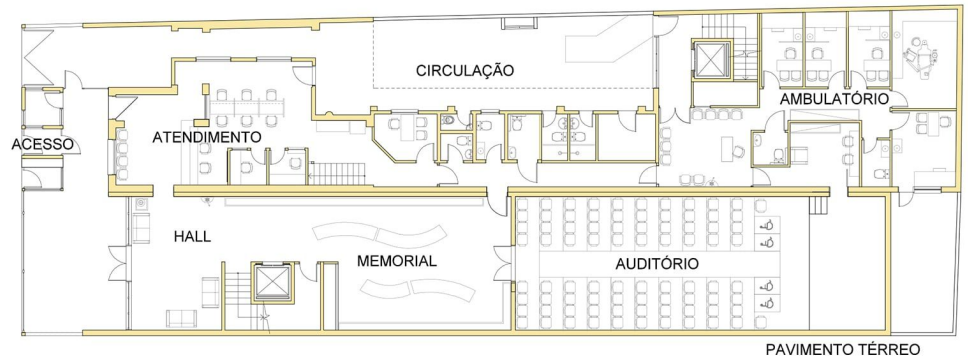 CIRCULAÇÃO
AMBULATÓRIO
ACESSO
ATENDIMENTO
HALL
MEMORIAL
AUDITÓRIO
PAVIMENTO TÉRREO